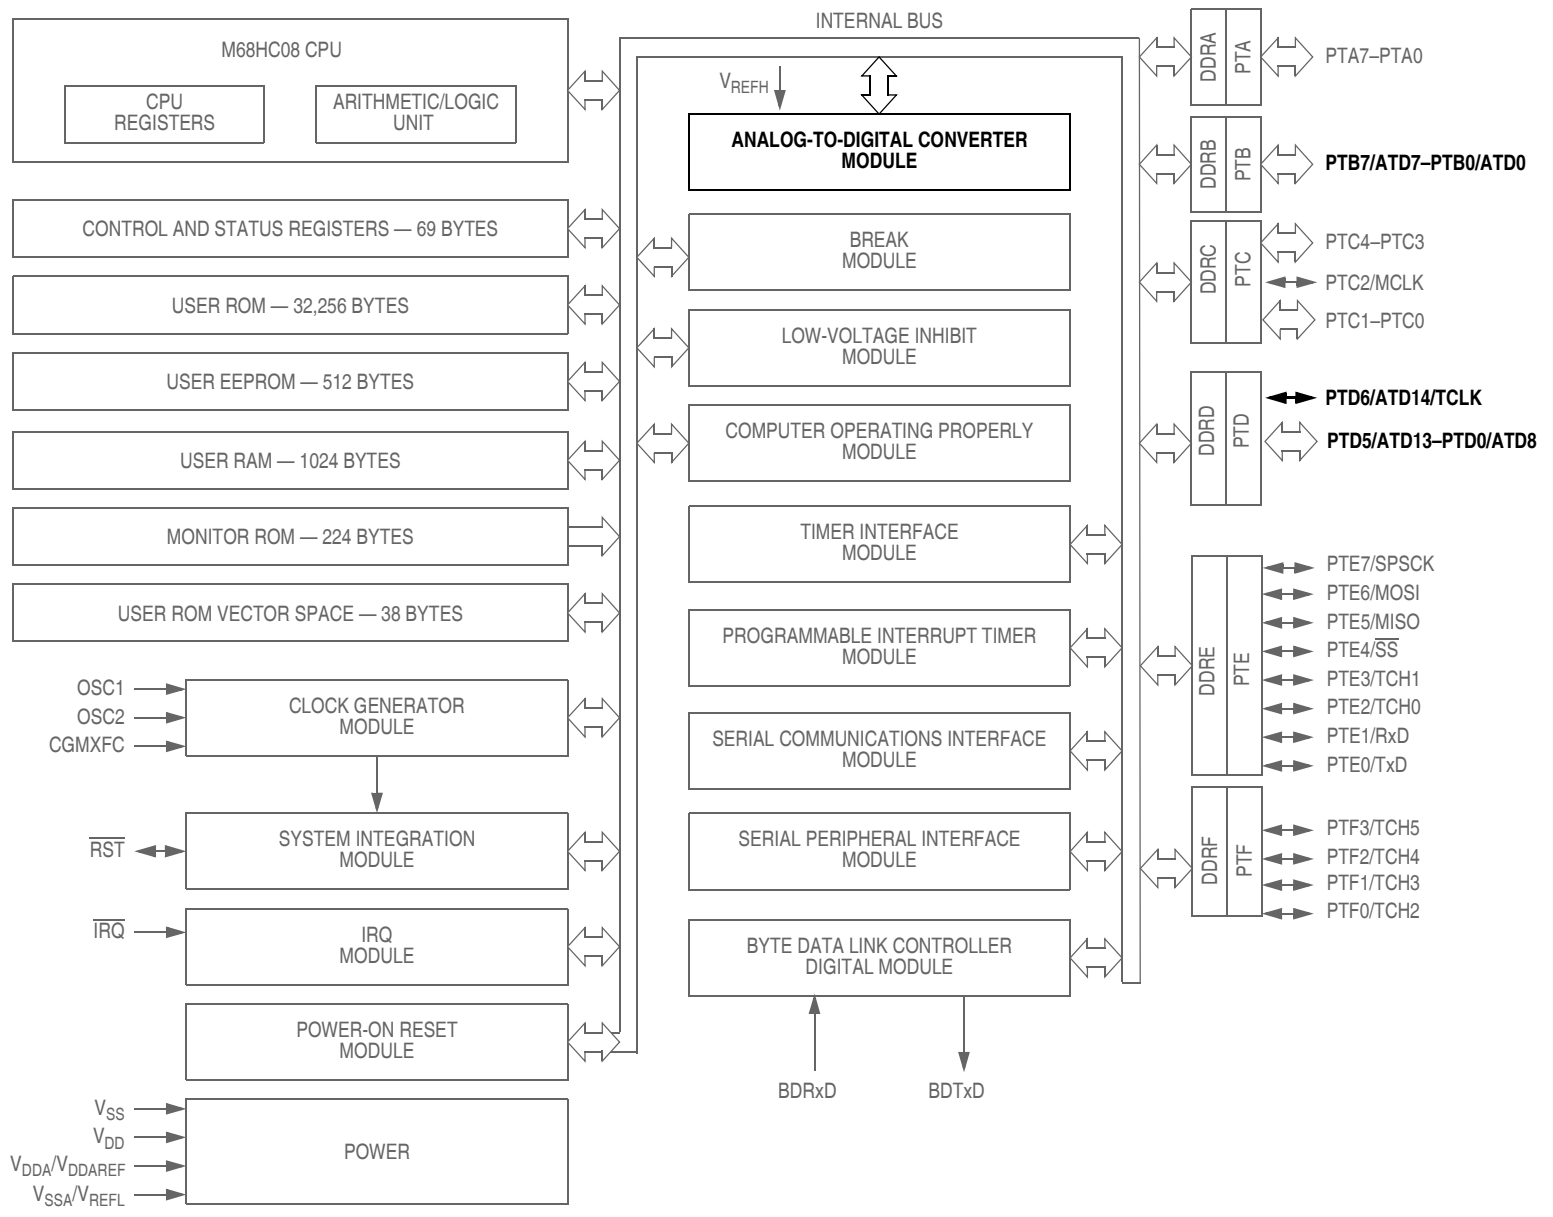 INTERNAL BUS
M68HC08 CPU
CPU
REGISTERS
ARITHMETIC/LOGIC
UNIT
CONTROL AND STATUS REGISTERS — 69 BYTES
USER ROM — 32,256 BYTES
USER EEPROM — 512 BYTES
USER RAM — 1024 BYTES
MONITOR ROM — 224 BYTES
USER ROM VECTOR SPACE — 38 BYTES
OSC1
OSC2
CGMXFC
CLOCK GENERATOR
MODULE
RST
SYSTEM INTEGRATION
MODULE
IRQ
IRQ
MODULE
POWER-ON RESET
MODULE
VSS
VDD
VDDA/VDDAREF
VSSA/VREFL
POWER
VREFH
ANALOG-TO-DIGITAL CONVERTER
MODULE
BREAK
MODULE
LOW-VOLTAGE INHIBIT
MODULE
COMPUTER OPERATING PROPERLY
MODULE
TIMER INTERFACE
MODULE
PROGRAMMABLE INTERRUPT TIMER
MODULE
SERIAL COMMUNICATIONS INTERFACE
MODULE
SERIAL PERIPHERAL INTERFACE
MODULE
BYTE DATA LINK CONTROLLER
DIGITAL MODULE
BDRxD
BDTxD
DDRA
PTA
PTA7–PTA0
DDRB
PTB
PTB7/ATD7–PTB0/ATD0
DDRC
PTC
PTC4–PTC3
PTC2/MCLK
PTC1–PTC0
DDRD
PTD
PTD6/ATD14/TCLK
PTD5/ATD13–PTD0/ATD8
DDRE
PTE
PTE7/SPSCK
PTE6/MOSI
PTE5/MISO
PTE4/SS
PTE3/TCH1
PTE2/TCH0
PTE1/RxD
PTE0/TxD
DDRF
PTF
PTF3/TCH5
PTF2/TCH4
PTF1/TCH3
PTF0/TCH2